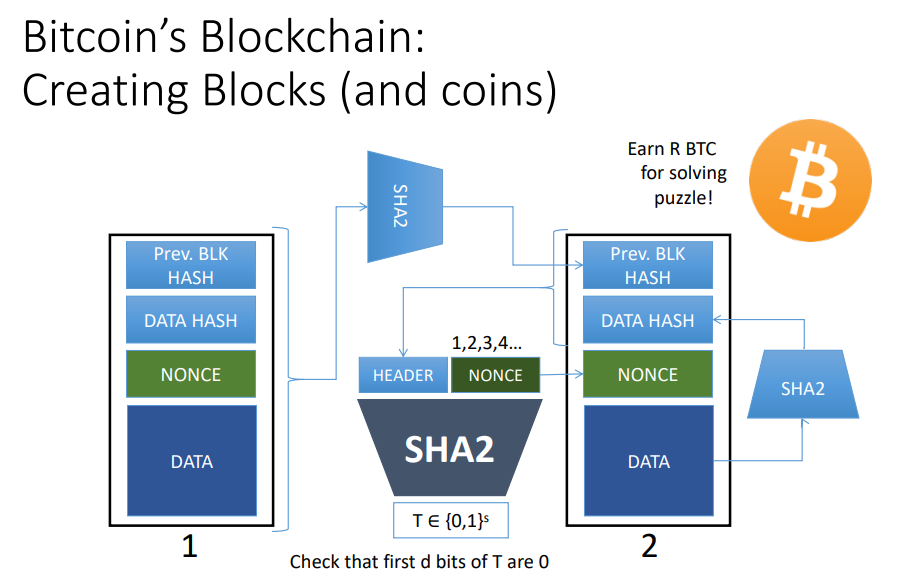 Bitcoin’s Blockchain:
Creating Blocks (and coins)
Earn R BTC
for solving
puzzle!
SHA2
Prev. BLK
HASH
DATA HASH
NONCE
DATA
1
1,2,3,4...
HEADER
NONCE
SHA2
T ∈ {0,1}ˢ
Check that first d bits of T are 0
Prev. BLK
HASH
DATA HASH
NONCE
DATA
2
SHA2